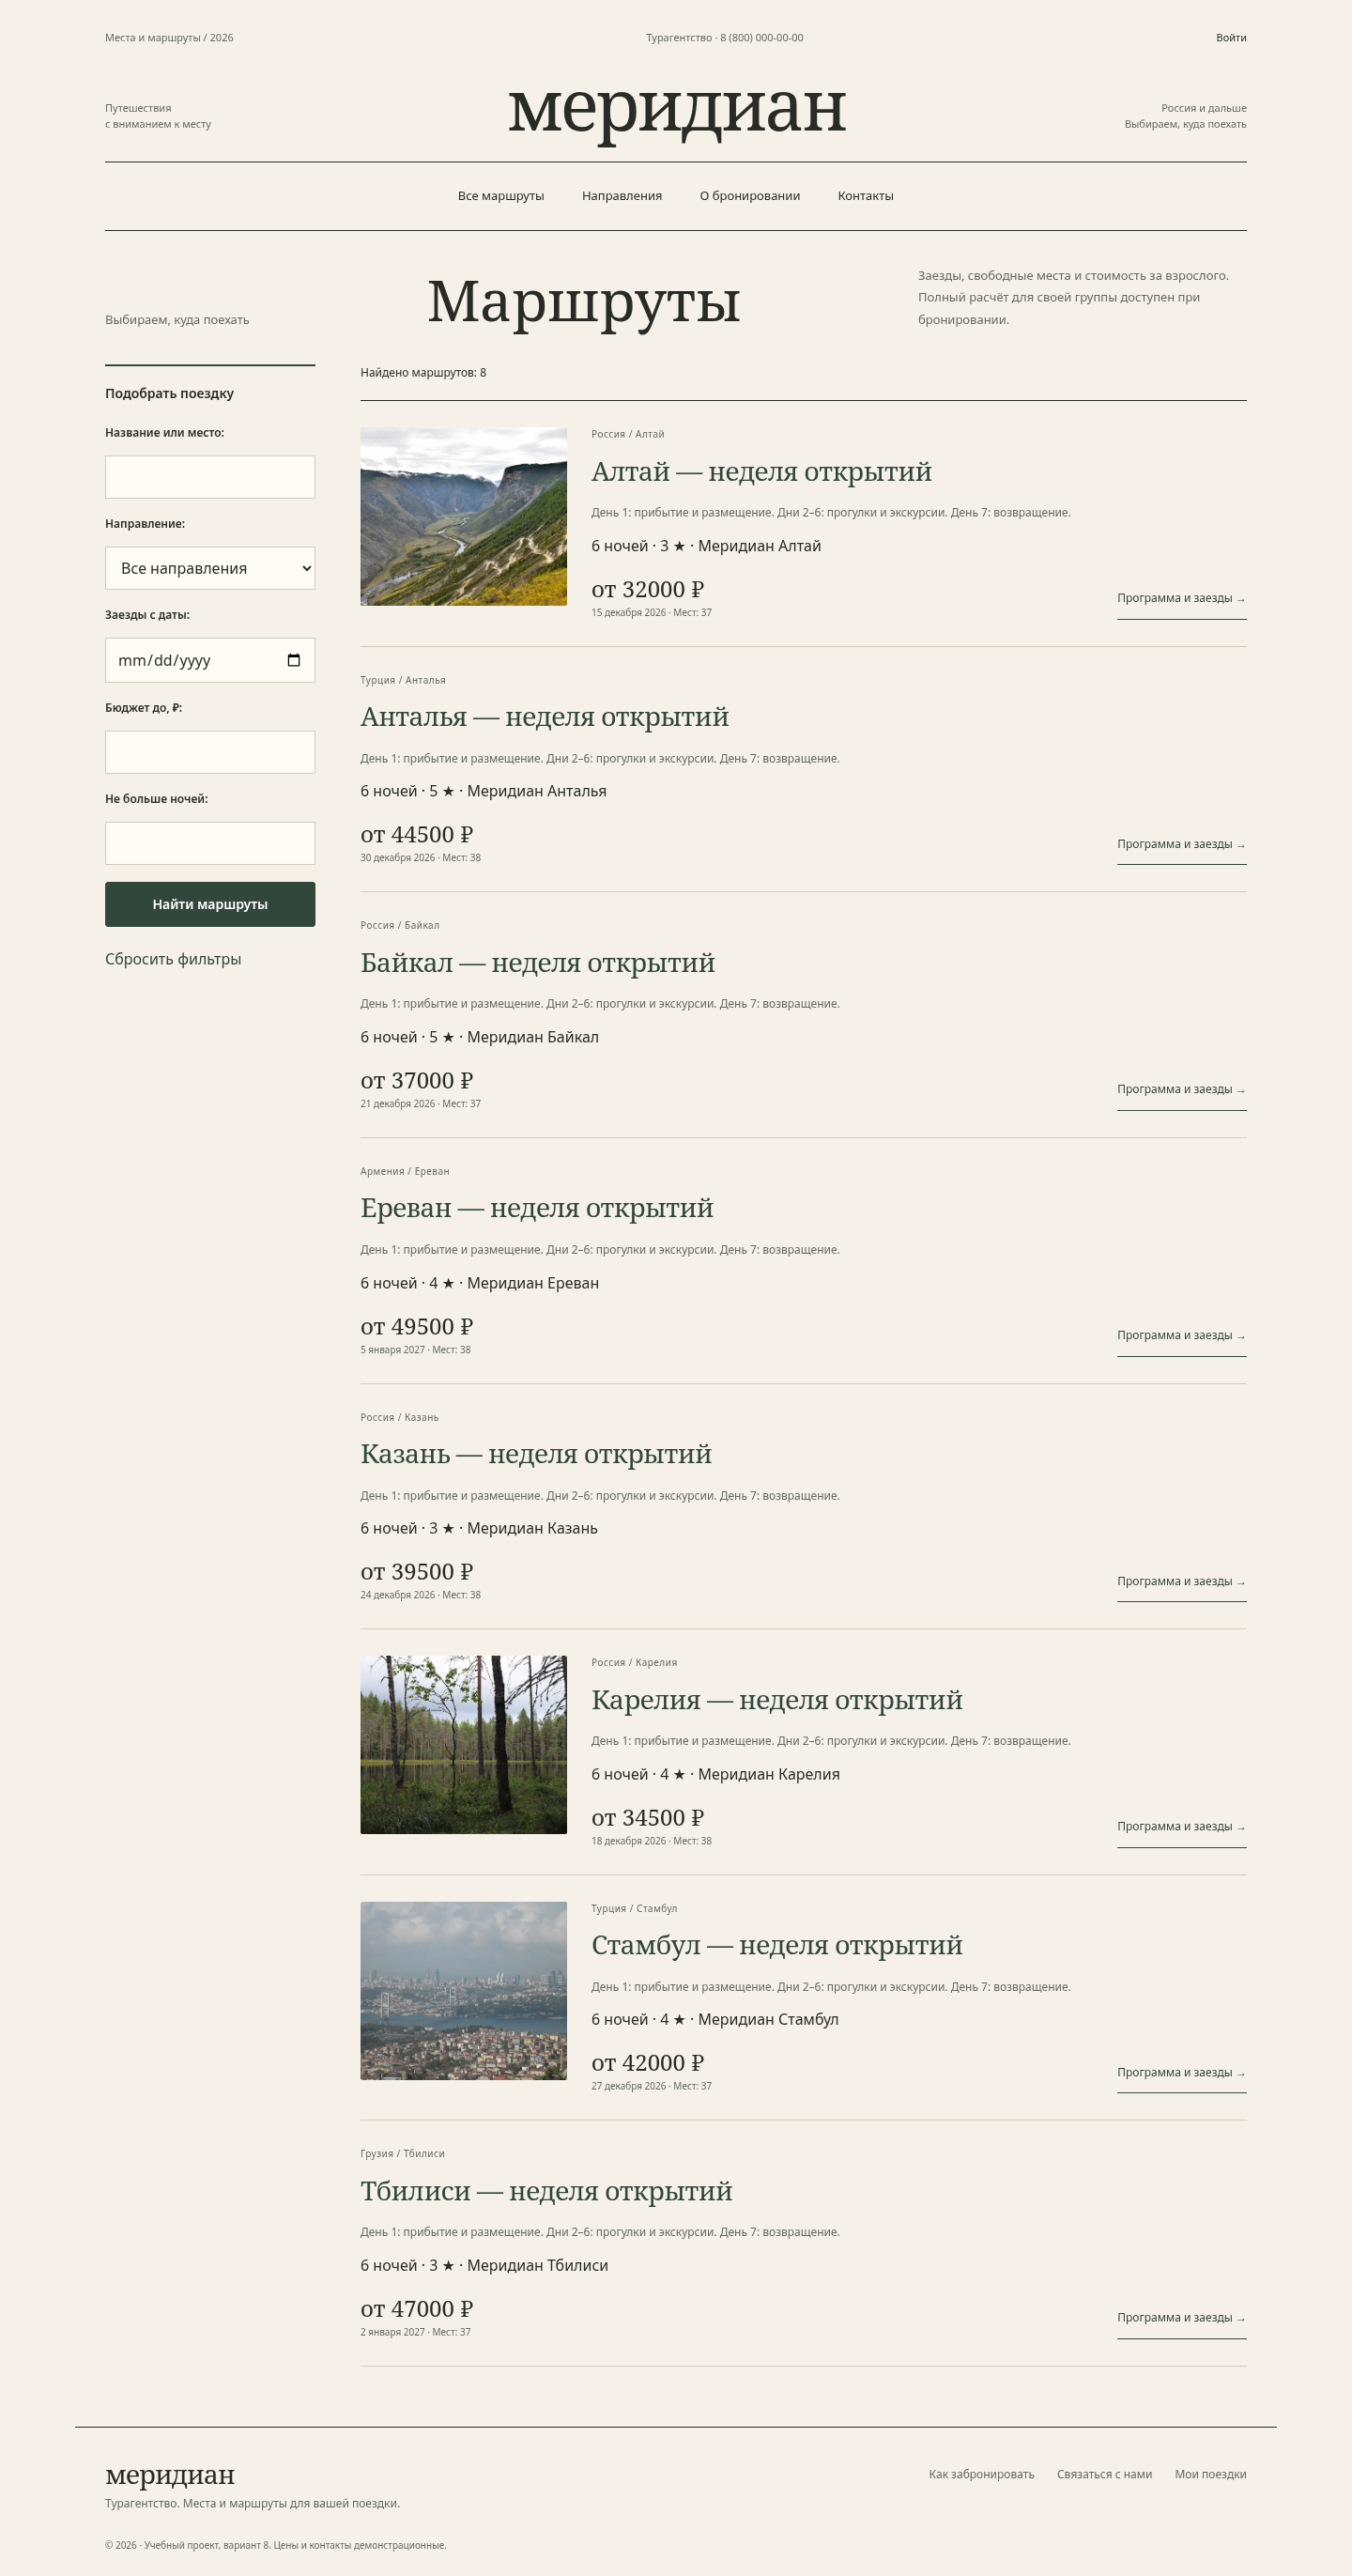 Места и маршруты / 2026
Турагентство · 8 (800) 000-00-00
Войти
Путешествия
с вниманием к месту
меридиан
Россия и дальше
Выбираем, куда поехать
Все маршруты
Направления
О бронировании
Контакты
Выбираем, куда поехать
Маршруты
Заезды, свободные места и стоимость за взрослого.
Полный расчёт для своей группы доступен при
бронировании.
Подобрать поездку
Название или место:
Направление:
Все направления
Заезды с даты:
mm/dd/yyyy
Бюджет до, ₽:
Не больше ночей:
Найти маршруты
Сбросить фильтры
Найдено маршрутов: 8
Россия / Алтай
Алтай — неделя открытий
День 1: прибытие и размещение. Дни 2–6: прогулки и экскурсии. День 7: возвращение.
6 ночей · 3 ★ · Меридиан Алтай
от 32000 ₽
15 декабря 2026 · Мест: 37
Программа и заезды →
Турция / Анталья
Анталья — неделя открытий
День 1: прибытие и размещение. Дни 2–6: прогулки и экскурсии. День 7: возвращение.
6 ночей · 5 ★ · Меридиан Анталья
от 44500 ₽
30 декабря 2026 · Мест: 38
Программа и заезды →
Россия / Байкал
Байкал — неделя открытий
День 1: прибытие и размещение. Дни 2–6: прогулки и экскурсии. День 7: возвращение.
6 ночей · 5 ★ · Меридиан Байкал
от 37000 ₽
21 декабря 2026 · Мест: 37
Программа и заезды →
Армения / Ереван
Ереван — неделя открытий
День 1: прибытие и размещение. Дни 2–6: прогулки и экскурсии. День 7: возвращение.
6 ночей · 4 ★ · Меридиан Ереван
от 49500 ₽
5 января 2027 · Мест: 38
Программа и заезды →
Россия / Казань
Казань — неделя открытий
День 1: прибытие и размещение. Дни 2–6: прогулки и экскурсии. День 7: возвращение.
6 ночей · 3 ★ · Меридиан Казань
от 39500 ₽
24 декабря 2026 · Мест: 38
Программа и заезды →
Россия / Карелия
Карелия — неделя открытий
День 1: прибытие и размещение. Дни 2–6: прогулки и экскурсии. День 7: возвращение.
6 ночей · 4 ★ · Меридиан Карелия
от 34500 ₽
18 декабря 2026 · Мест: 38
Программа и заезды →
Турция / Стамбул
Стамбул — неделя открытий
День 1: прибытие и размещение. Дни 2–6: прогулки и экскурсии. День 7: возвращение.
6 ночей · 4 ★ · Меридиан Стамбул
от 42000 ₽
27 декабря 2026 · Мест: 37
Программа и заезды →
Грузия / Тбилиси
Тбилиси — неделя открытий
День 1: прибытие и размещение. Дни 2–6: прогулки и экскурсии. День 7: возвращение.
6 ночей · 3 ★ · Меридиан Тбилиси
от 47000 ₽
2 января 2027 · Мест: 37
Программа и заезды →
меридиан
Турагентство. Места и маршруты для вашей поездки.
Как забронировать
Связаться с нами
Мои поездки
© 2026 · Учебный проект, вариант 8. Цены и контакты демонстрационные.